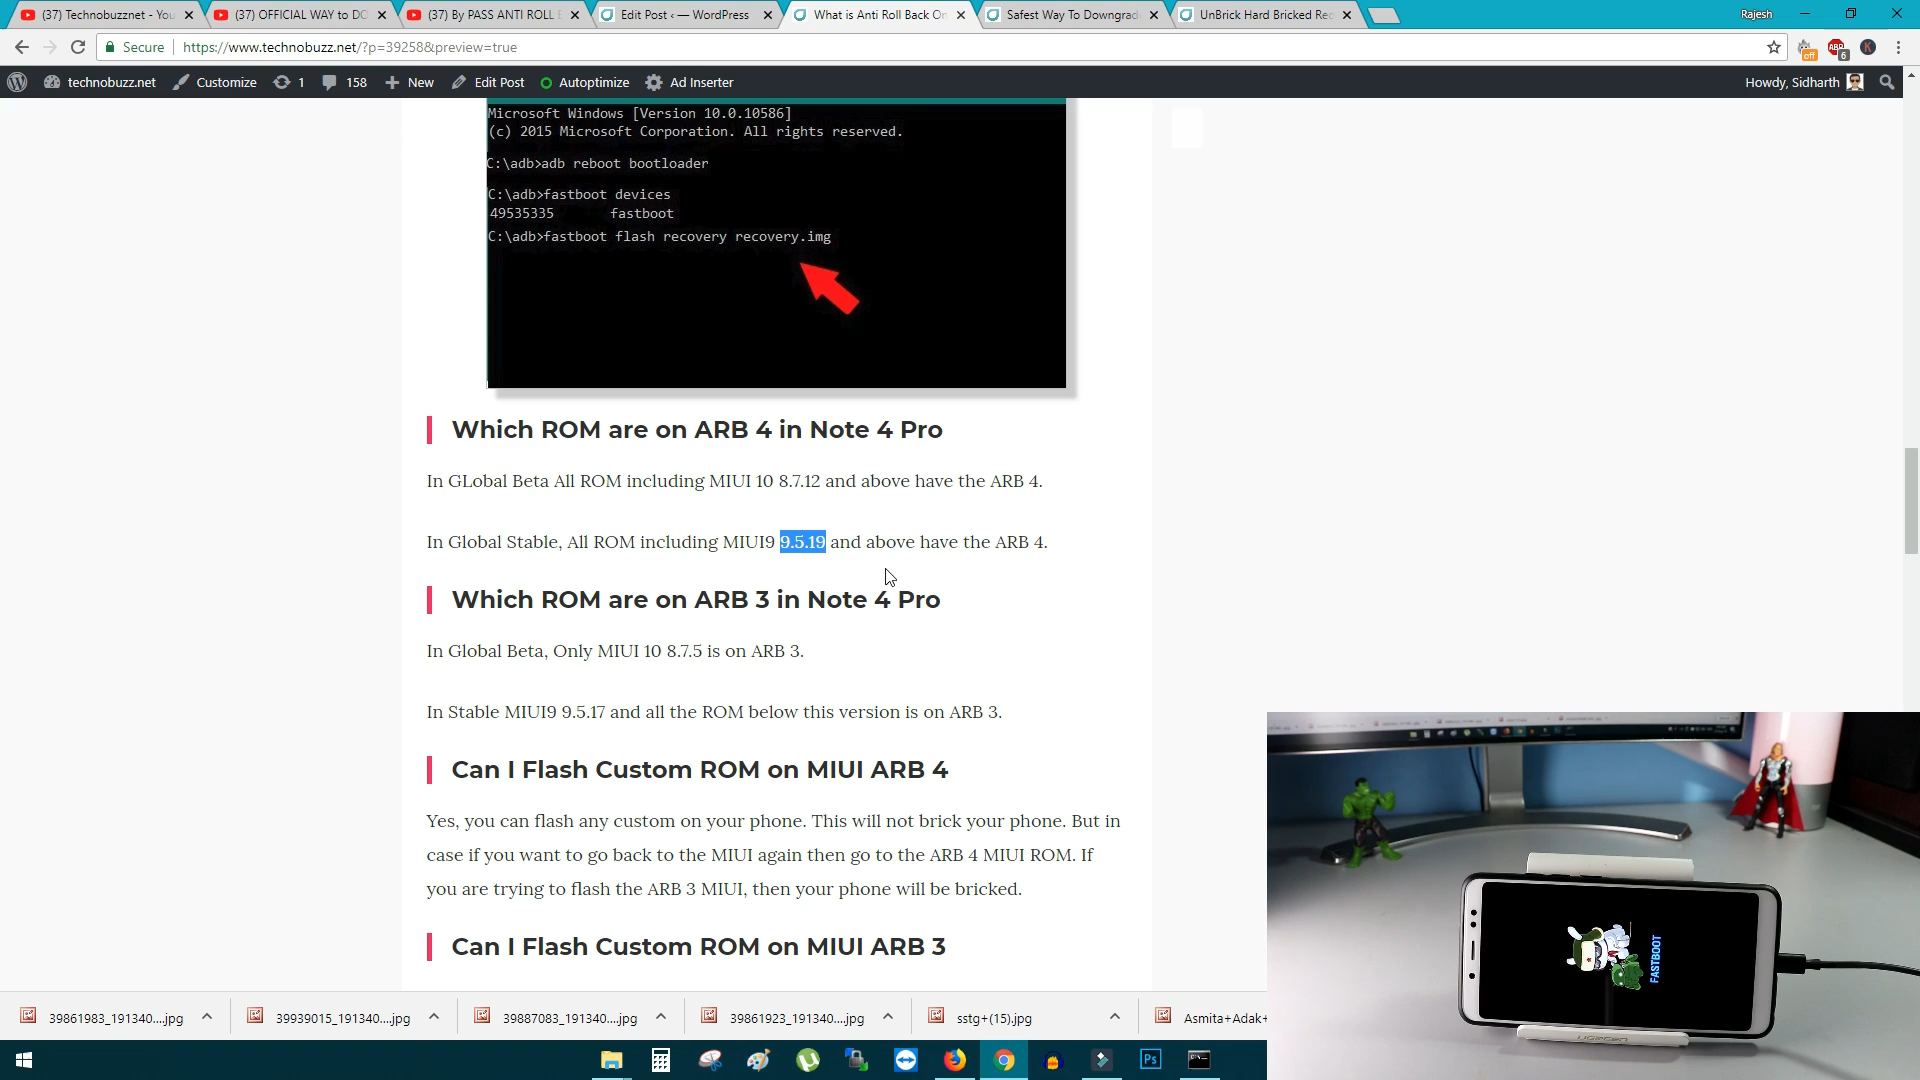 (37) Technobuzznet - You
(37) OFFICIAL WAY to DO
(37) By PASS ANTI ROLL B
Edit Post ‹ — WordPress
What is Anti Roll Back On
Safest Way To Downgrad
UnBrick Hard Bricked Rec
Rajesh
Secure
https://www.technobuzz.net/?p=39258&preview=true
off
ABP
6
K
technobuzz.net
Customize
1
158
New
Edit Post
Autoptimize
Ad Inserter
Howdy, Sidharth
Microsoft Windows [Version 10.0.10586]
(c) 2015 Microsoft Corporation. All rights reserved.
C:\adb>adb reboot bootloader
C:\adb>fastboot devices
49535335 fastboot
C:\adb>fastboot flash recovery recovery.img
Which ROM are on ARB 4 in Note 4 Pro
In GLobal Beta All ROM including MIUI 10 8.7.12 and above have the ARB 4.
In Global Stable, All ROM including MIUI9 9.5.19 and above have the ARB 4.
Which ROM are on ARB 3 in Note 4 Pro
In Global Beta, Only MIUI 10 8.7.5 is on ARB 3.
In Stable MIUI9 9.5.17 and all the ROM below this version is on ARB 3.
Can I Flash Custom ROM on MIUI ARB 4
Yes, you can flash any custom on your phone. This will not brick your phone. But in
case if you want to go back to the MIUI again then go to the ARB 4 MIUI ROM. If
you are trying to flash the ARB 3 MIUI, then your phone will be bricked.
Can I Flash Custom ROM on MIUI ARB 3
FASTBOOT
UGREEN
39861983_191340....jpg
39939015_191340....jpg
39887083_191340....jpg
39861923_191340....jpg
sstg+(15).jpg
Asmita+Adak+
Ps